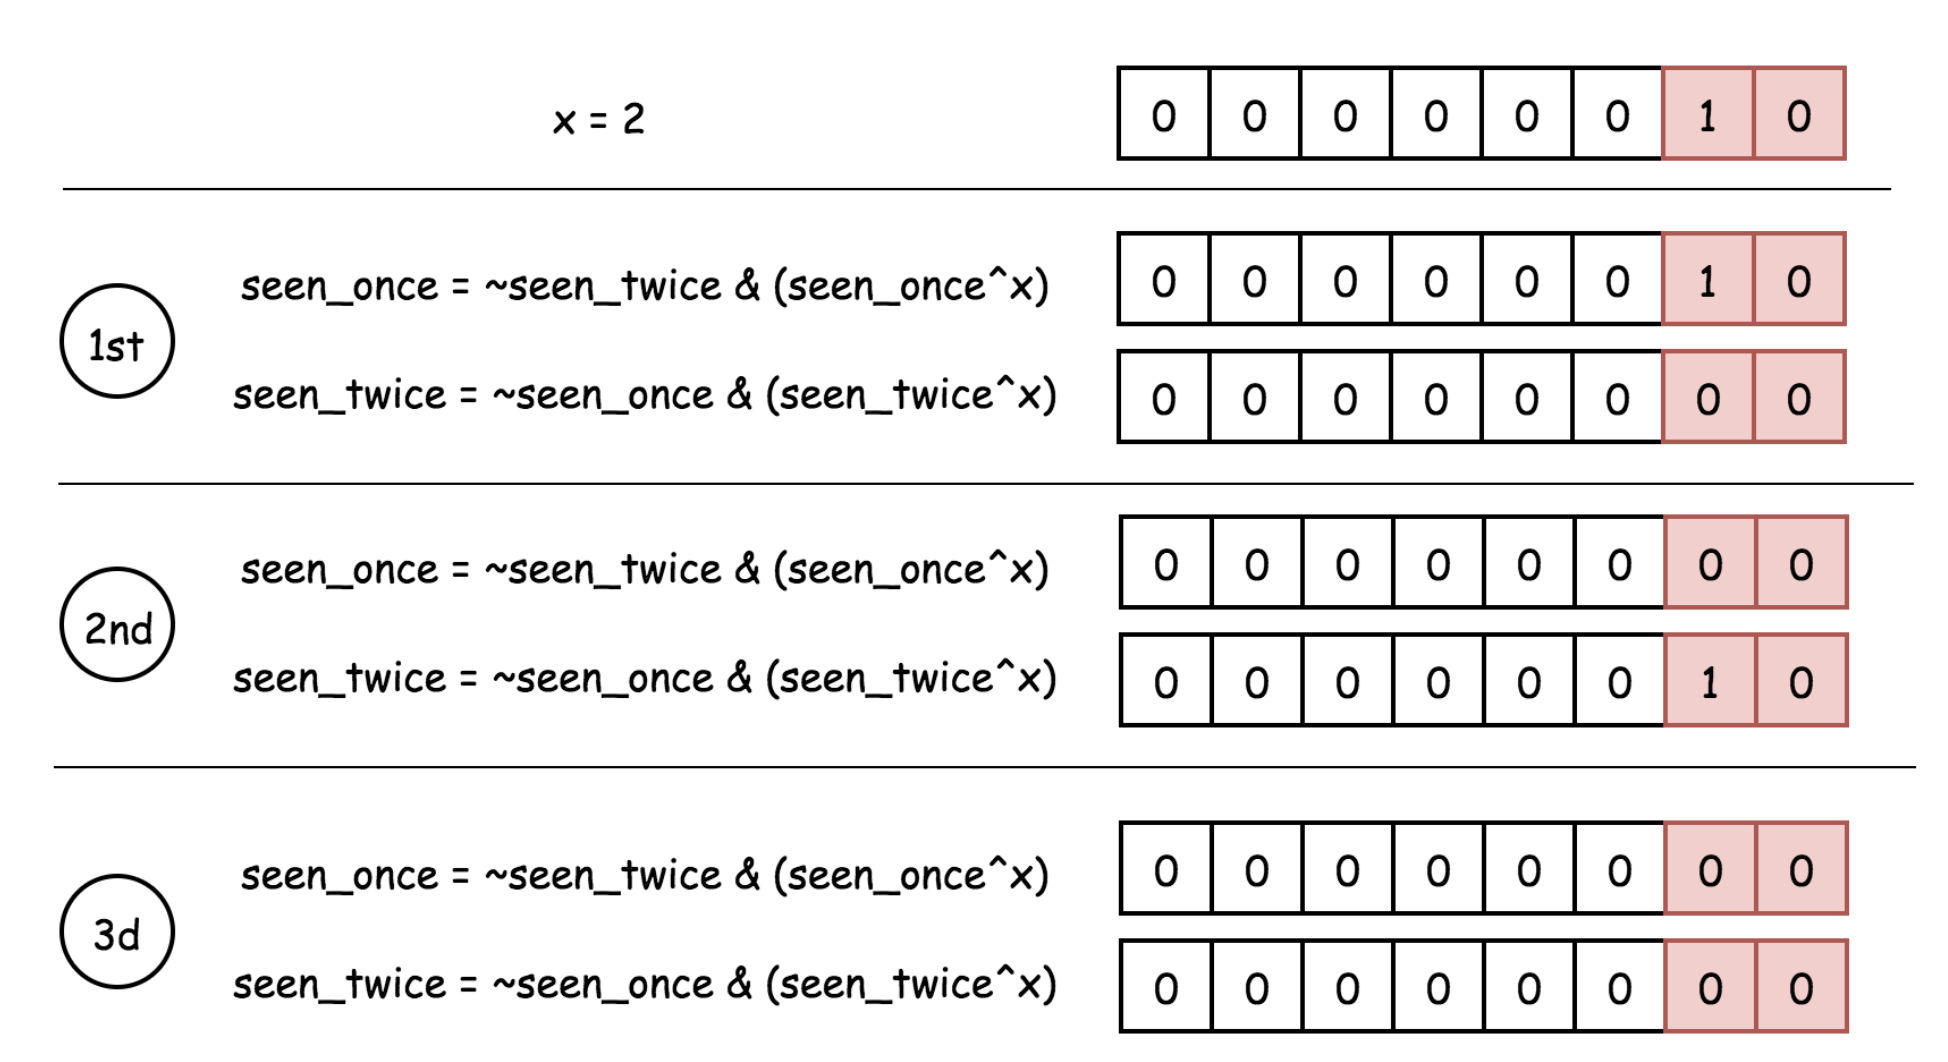 x = 2 0 0 0 0 0 0 1 0
1st
seen_once = ~seen_twice & (seen_once^x) 0 0 0 0 0 0 1 0
seen_twice = ~seen_once & (seen_twice^x) 0 0 0 0 0 0 0 0
2nd
seen_once = ~seen_twice & (seen_once^x) 0 0 0 0 0 0 0 0
seen_twice = ~seen_once & (seen_twice^x) 0 0 0 0 0 0 1 0
3d
seen_once = ~seen_twice & (seen_once^x) 0 0 0 0 0 0 0 0
seen_twice = ~seen_once & (seen_twice^x) 0 0 0 0 0 0 0 0